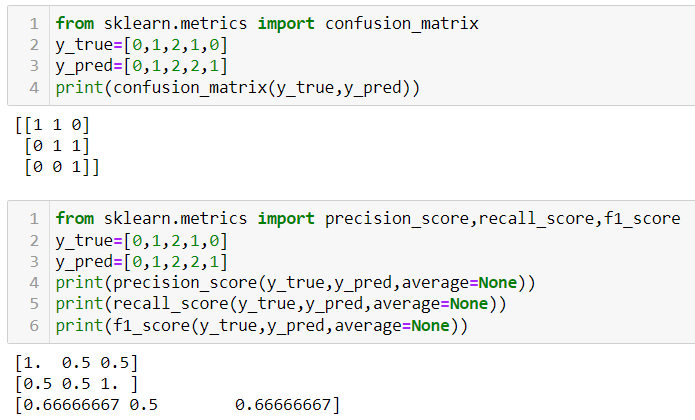 1 from sklearn.metrics import confusion_matrix
2 y_true=[0,1,2,1,0]
3 y_pred=[0,1,2,2,1]
4 print(confusion_matrix(y_true,y_pred))
[[1 1 0]
 [0 1 1]
 [0 0 1]]
1 from sklearn.metrics import precision_score,recall_score,f1_score
2 y_true=[0,1,2,1,0]
3 y_pred=[0,1,2,2,1]
4 print(precision_score(y_true,y_pred,average=None))
5 print(recall_score(y_true,y_pred,average=None))
6 print(f1_score(y_true,y_pred,average=None))
[1.  0.5 0.5]
[0.5 0.5 1. ]
[0.66666667 0.5        0.66666667]